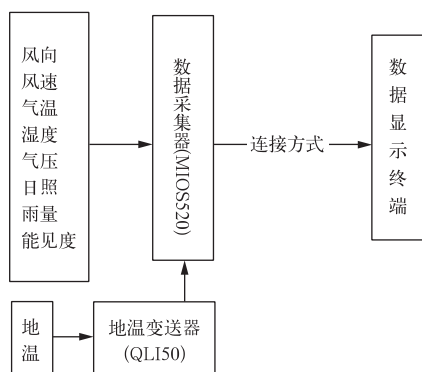 风向
风速
气温
湿度
气压
日照
雨量
能见度
数据采集器(MIOS520)
连接方式
数据显示终端
地温
地温变送器
(QLI50)